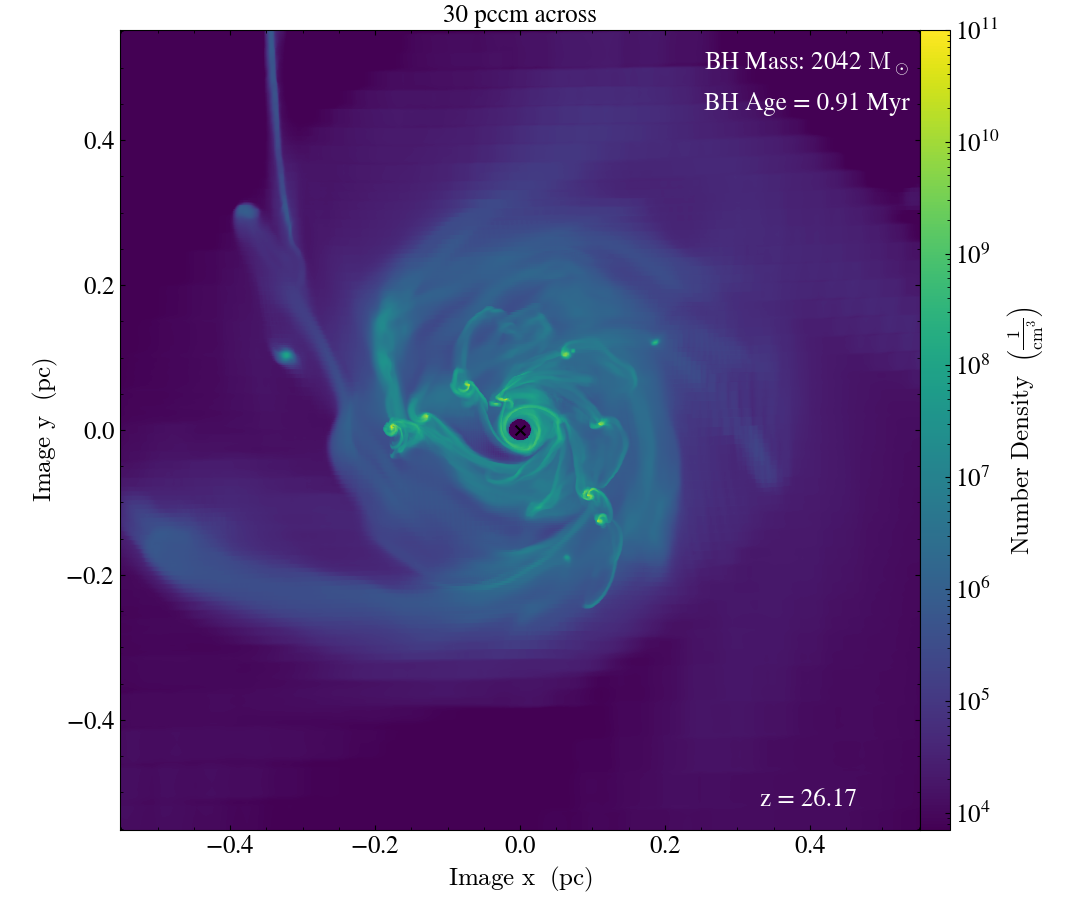 30 pccm across
BH Mass: 2042 M⊙
BH Age = 0.91 Myr
z = 26.17
0.4
0.2
0.0
−0.2
−0.4
Image y (pc)
−0.4
−0.2
0.0
0.2
0.4
Image x (pc)
10^11
10^10
10^9
10^8
10^7
10^6
10^5
10^4
Number Density (1/cm^3)